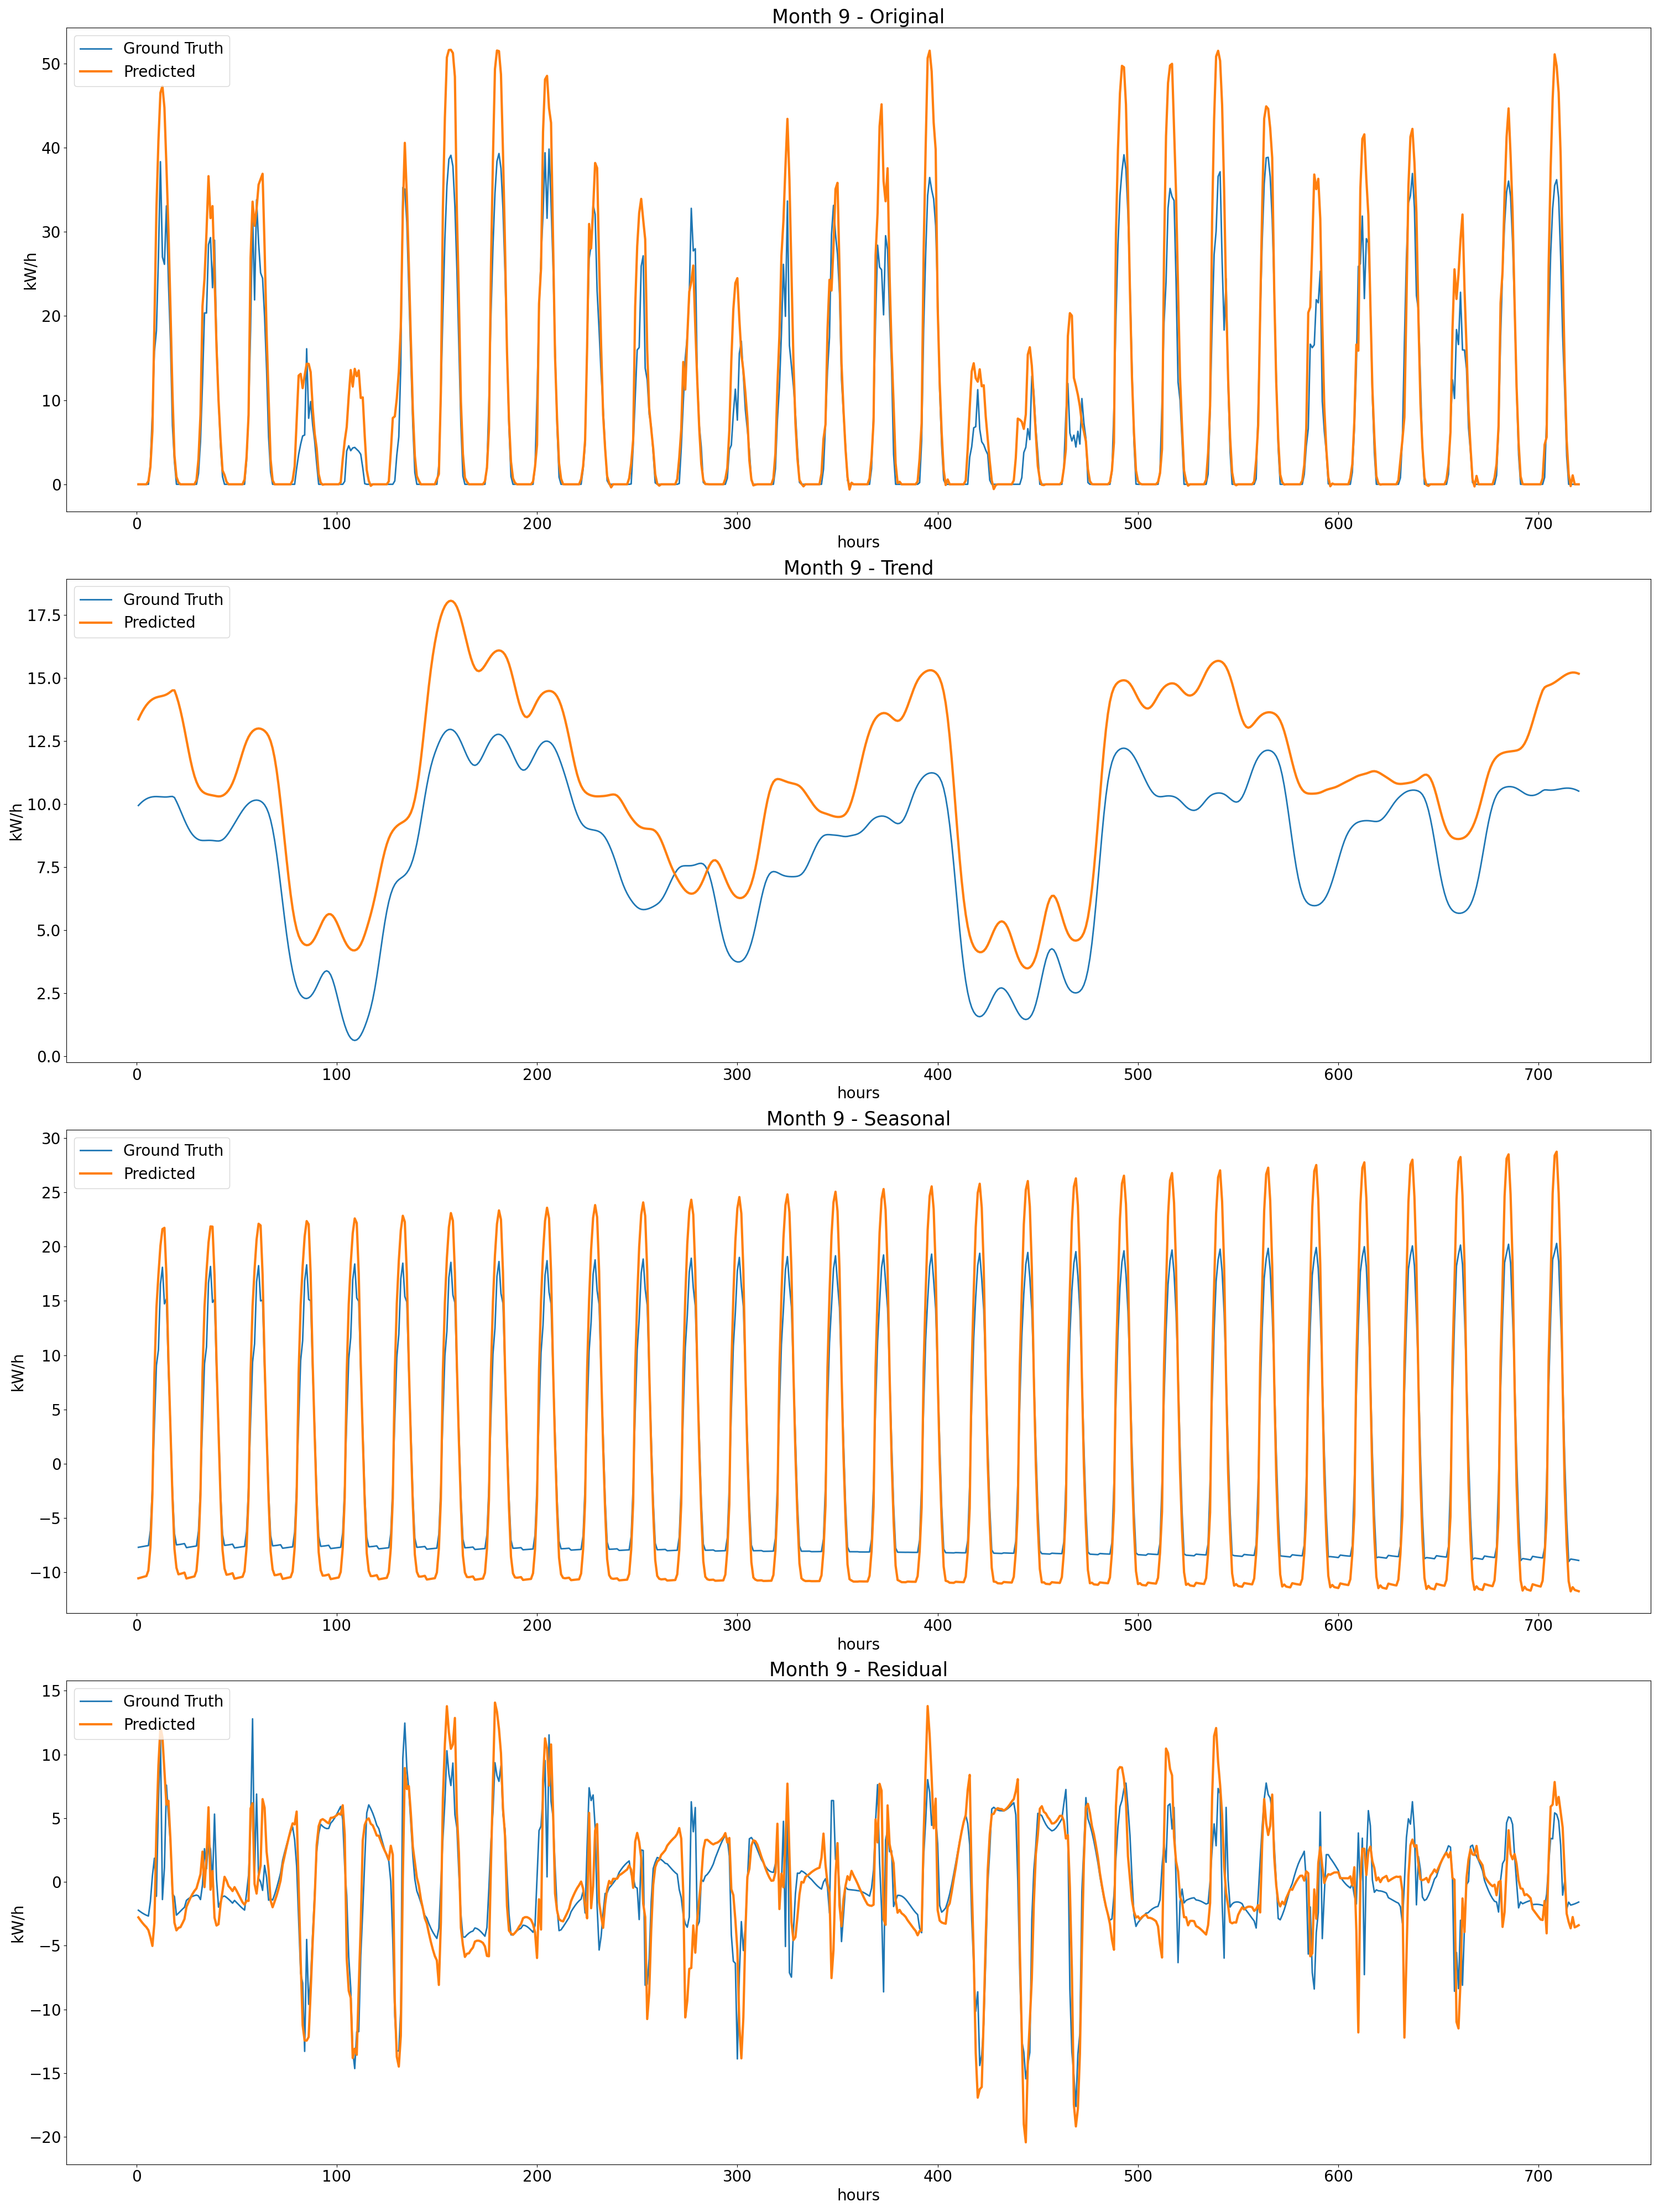 Month 9 - Original
Ground Truth
Predicted
50
40
30
20
10
0
kW/h
0 100 200 300 400 500 600 700
hours
Month 9 - Trend
Ground Truth
Predicted
17.5
15.0
12.5
10.0
7.5
5.0
2.5
0.0
kW/h
0 100 200 300 400 500 600 700
hours
Month 9 - Seasonal
Ground Truth
Predicted
30
25
20
15
10
5
0
−5
−10
kW/h
0 100 200 300 400 500 600 700
hours
Month 9 - Residual
Ground Truth
Predicted
15
10
5
0
−5
−10
−15
−20
kW/h
0 100 200 300 400 500 600 700
hours